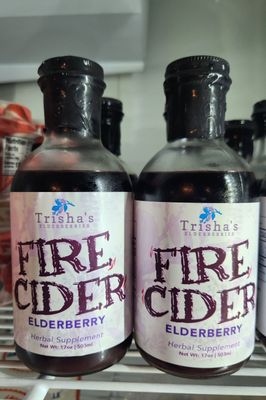 Trisha's
ELDERBERRIES
FIRE
CIDER
ELDERBERRY
Herbal Supplement
Net Wt: 17oz | 503ml
Trisha's
ELDERBERRIES
FIRE
CIDER
ELDERBERRY
Herbal Supplement
Net Wt: 17oz | 503ml